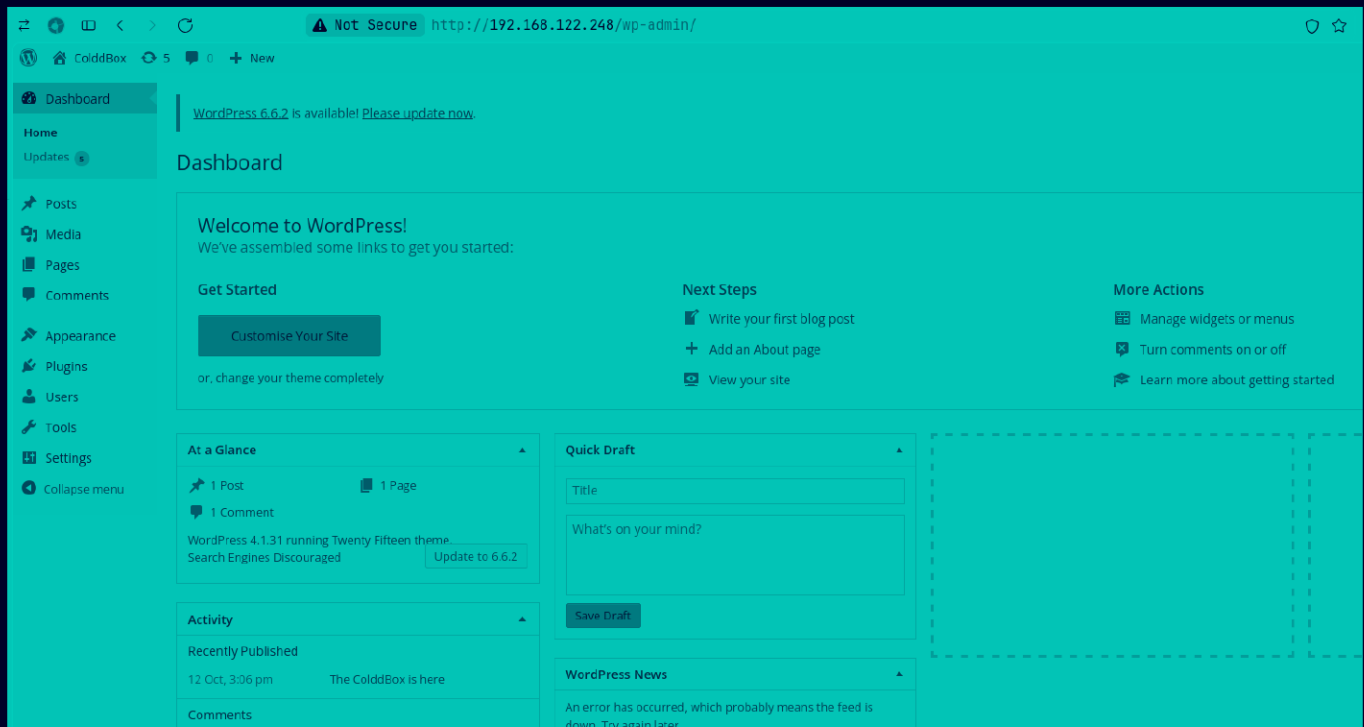 Not Secure http://192.168.122.248/wp-admin/
ColddBox 5 0 New
Dashboard
Home
Updates 5
Posts
Media
Pages
Comments
Appearance
Plugins
Users
Tools
Settings
Collapse menu
WordPress 6.6.2 is available! Please update now.
Dashboard
Welcome to WordPress!
We've assembled some links to get you started:
Get Started
Customise Your Site
or, change your theme completely
Next Steps
Write your first blog post
Add an About page
View your site
More Actions
Manage widgets or menus
Turn comments on or off
Learn more about getting started
At a Glance
1 Post 1 Page
1 Comment
WordPress 4.1.31 running Twenty Fifteen theme.
Search Engines Discouraged
Update to 6.6.2
Activity
Recently Published
12 Oct, 3:06 pm The ColddBox is here
Comments
Quick Draft
Title
What's on your mind?
Save Draft
WordPress News
An error has occurred, which probably means the feed is
down. Try again later.